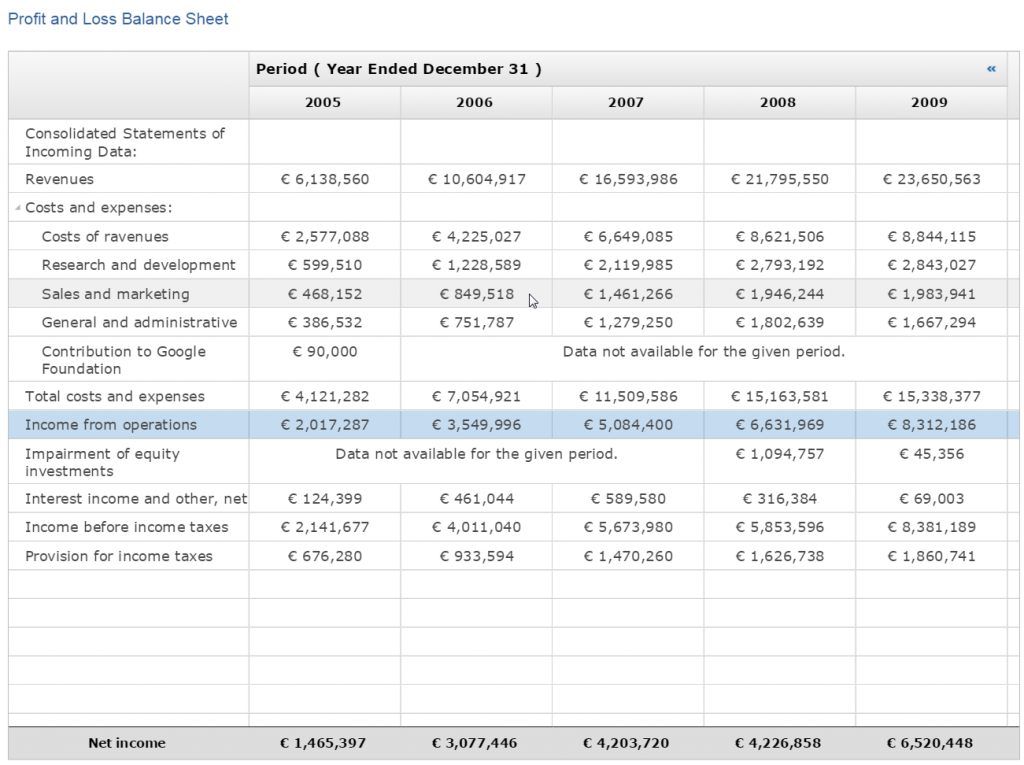 Profit and Loss Balance Sheet
Period ( Year Ended December 31 ) «
2005 2006 2007 2008 2009
Consolidated Statements of
Incoming Data:
Revenues € 6,138,560 € 10,604,917 € 16,593,986 € 21,795,550 € 23,650,563
Costs and expenses:
Costs of ravenues € 2,577,088 € 4,225,027 € 6,649,085 € 8,621,506 € 8,844,115
Research and development € 599,510 € 1,228,589 € 2,119,985 € 2,793,192 € 2,843,027
Sales and marketing € 468,152 € 849,518 € 1,461,266 € 1,946,244 € 1,983,941
General and administrative € 386,532 € 751,787 € 1,279,250 € 1,802,639 € 1,667,294
Contribution to Google € 90,000 Data not available for the given period.
Foundation
Total costs and expenses € 4,121,282 € 7,054,921 € 11,509,586 € 15,163,581 € 15,338,377
Income from operations € 2,017,287 € 3,549,996 € 5,084,400 € 6,631,969 € 8,312,186
Impairment of equity Data not available for the given period. € 1,094,757 € 45,356
investments
Interest income and other, net € 124,399 € 461,044 € 589,580 € 316,384 € 69,003
Income before income taxes € 2,141,677 € 4,011,040 € 5,673,980 € 5,853,596 € 8,381,189
Provision for income taxes € 676,280 € 933,594 € 1,470,260 € 1,626,738 € 1,860,741
Net income € 1,465,397 € 3,077,446 € 4,203,720 € 4,226,858 € 6,520,448